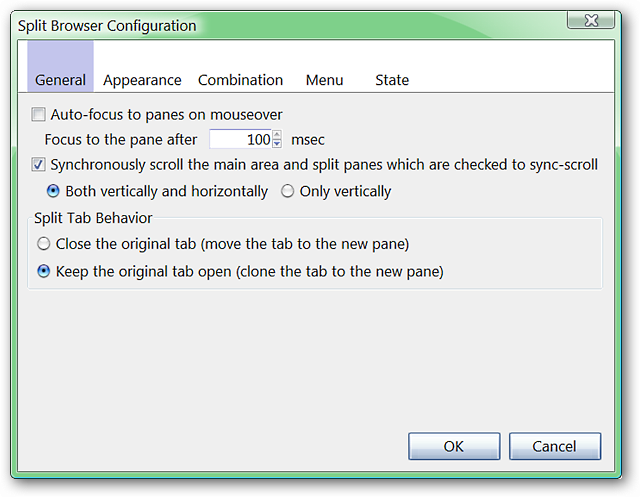 Split Browser Configuration
General Appearance Combination Menu State
Auto-focus to panes on mouseover
Focus to the pane after 100 msec
Synchronously scroll the main area and split panes which are checked to sync-scroll
Both vertically and horizontally Only vertically
Split Tab Behavior
Close the original tab (move the tab to the new pane)
Keep the original tab open (clone the tab to the new pane)
OK Cancel